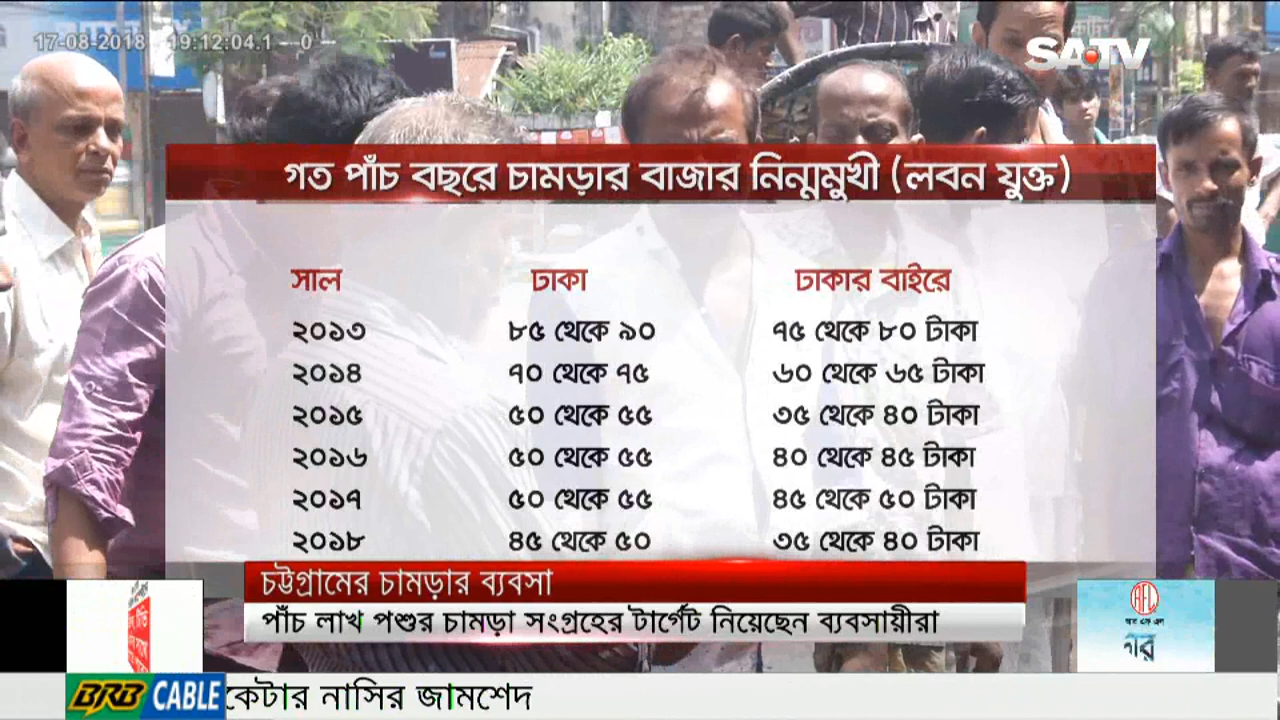 17-08-2018 19:12:04.1 0
SATV
গত পাঁচ বছরে চামড়ার বাজার নিন্মমুখী (লবন যুক্ত)
সাল ঢাকা ঢাকার বাইরে
২০১৩ ৮৫ থেকে ৯০ ৭৫ থেকে ৮০ টাকা
২০১৪ ৭০ থেকে ৭৫ ৬০ থেকে ৬৫ টাকা
২০১৫ ৫০ থেকে ৫৫ ৩৫ থেকে ৪০ টাকা
২০১৬ ৫০ থেকে ৫৫ ৪০ থেকে ৪৫ টাকা
২০১৭ ৫০ থেকে ৫৫ ৪৫ থেকে ৫০ টাকা
২০১৮ ৪৫ থেকে ৫০ ৩৫ থেকে ৪০ টাকা
চট্টগ্রামের চামড়ার ব্যবসা
পাঁচ লাখ পশুর চামড়া সংগ্রহের টার্গেট নিয়েছেন ব্যবসায়ীরা
AFL
BRB CABLE কেটার নাসির জামশেদ